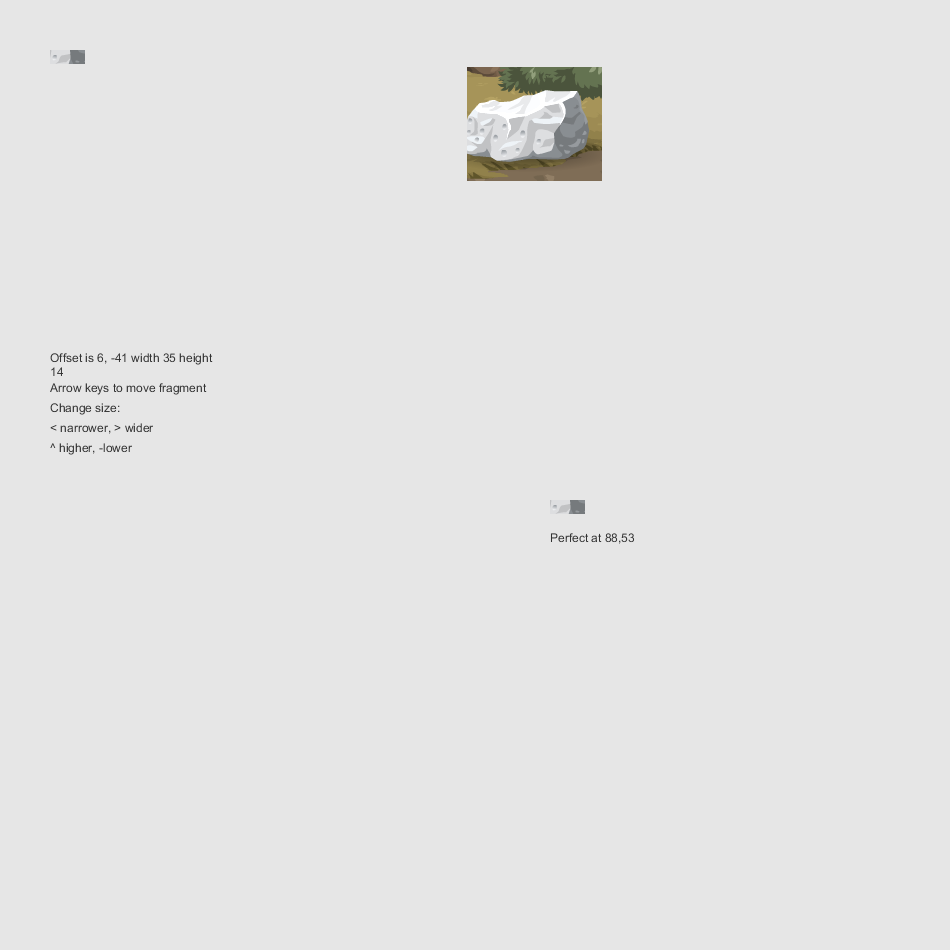 Offset is 6, -41 width 35 height
14
Arrow keys to move fragment
Change size:
< narrower, > wider
^ higher, -lower
Perfect at 88,53